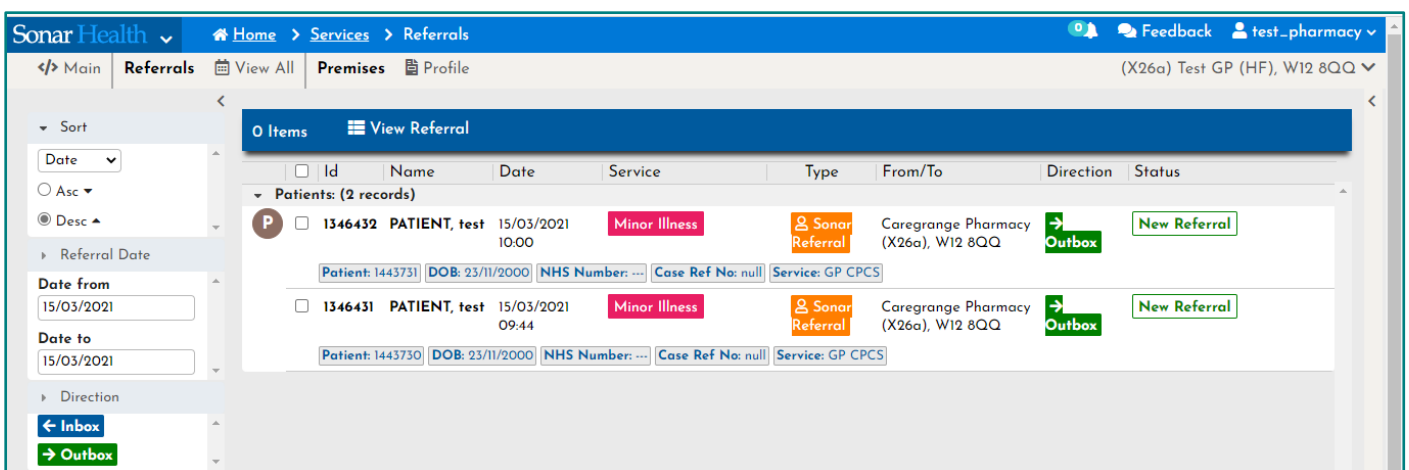 Sonar Health Home > Services > Referrals 0 Feedback test_pharmacy
</> Main Referrals View All Premises Profile (X26a) Test GP (HF), W12 8QQ
Sort
Date
Asc
Desc
Referral Date
Date from
15/03/2021
Date to
15/03/2021
Direction
Inbox
Outbox
0 Items View Referral
Id Name Date Service Type From/To Direction Status
Patients: (2 records)
P 1346432 PATIENT, test 15/03/2021 Minor Illness Sonar Caregrange Pharmacy New Referral
10:00 Referral (X26a), W12 8QQ Outbox
Patient: 1443731 DOB: 23/11/2000 NHS Number: --- Case Ref No: null Service: GP CPCS
1346431 PATIENT, test 15/03/2021 Minor Illness Sonar Caregrange Pharmacy New Referral
09:44 Referral (X26a), W12 8QQ Outbox
Patient: 1443730 DOB: 23/11/2000 NHS Number: --- Case Ref No: null Service: GP CPCS